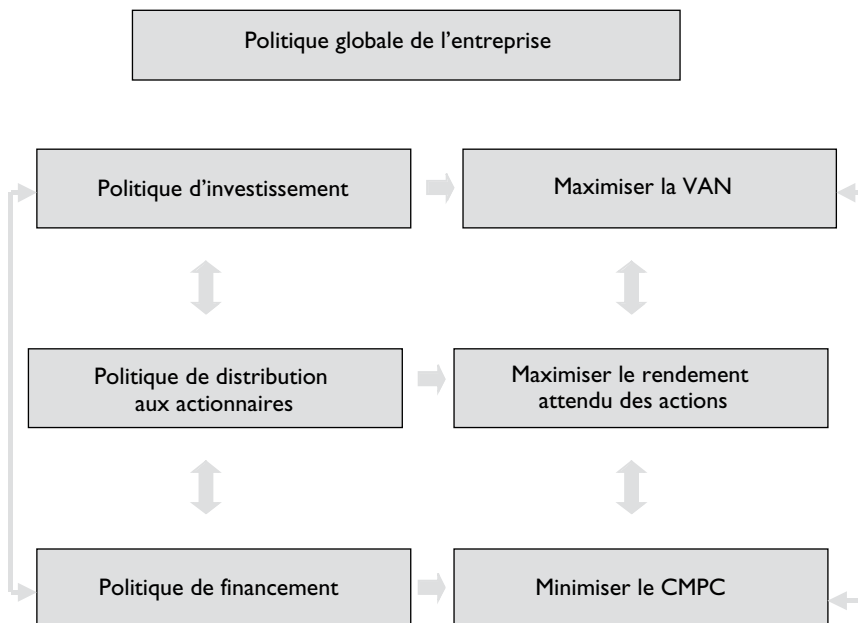 Politique globale de l'entreprise
Politique d'investissement
Maximiser la VAN
Politique de distribution
aux actionnaires
Maximiser le rendement
attendu des actions
Politique de financement
Minimiser le CMPC